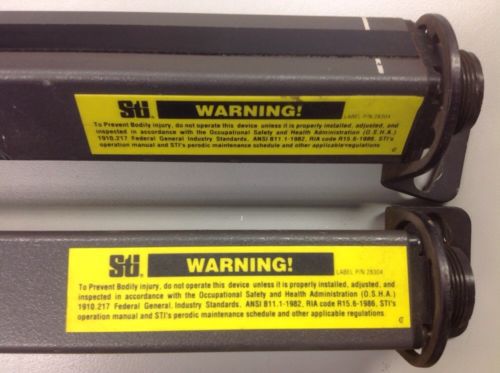 Sti WARNING!
LABEL P/N 28304
To Prevent Bodily injury, do not operate this device unless it is properly installed, adjusted, and
inspected in accordance with the Occupational Safety and Health Administration (O.S.H.A.)
1910.217 Federal General Industry Standards, ANSI B11.1-1982, RIA code R15.6-1986, STI's
operation manual and STI's perodic maintenance schedule and other applicable regulations.
Sti WARNING!
LABEL P/N 28304
To Prevent Bodily injury, do not operate this device unless it is properly installed, adjusted, and
inspected in accordance with the Occupational Safety and Health Administration (O.S.H.A.)
1910.217 Federal General Industry Standards, ANSI B11.1-1982, RIA code R15.6-1986, STI's
operation manual and STI's perodic maintenance schedule and other applicable regulations.